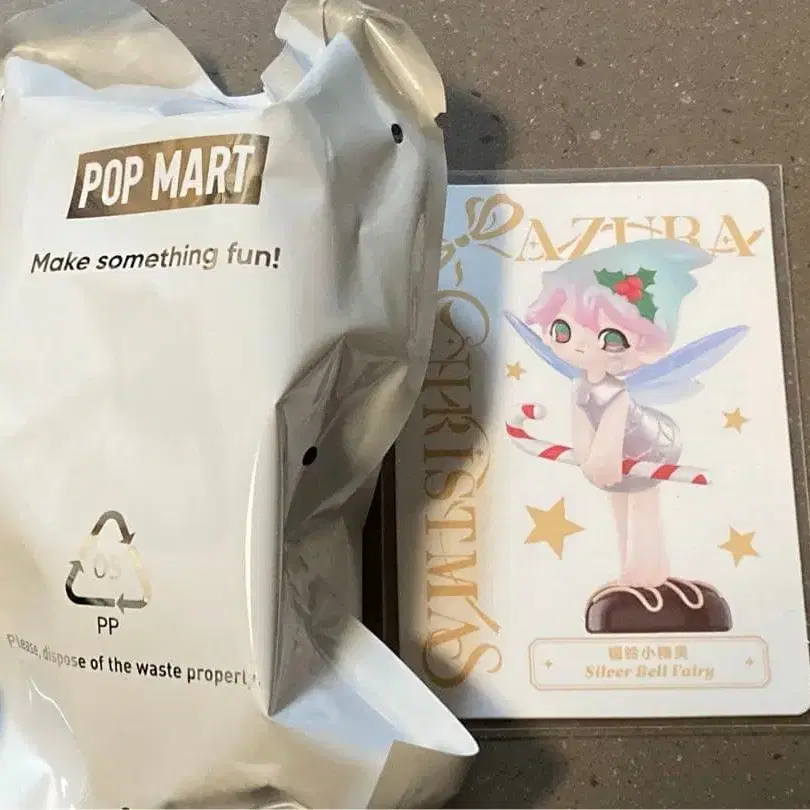 POP MART
Make something fun!
05
PP
Please, dispose of the waste properly.
AZURA
CHRISTMAS
银铃小精灵
Silver Bell Fairy